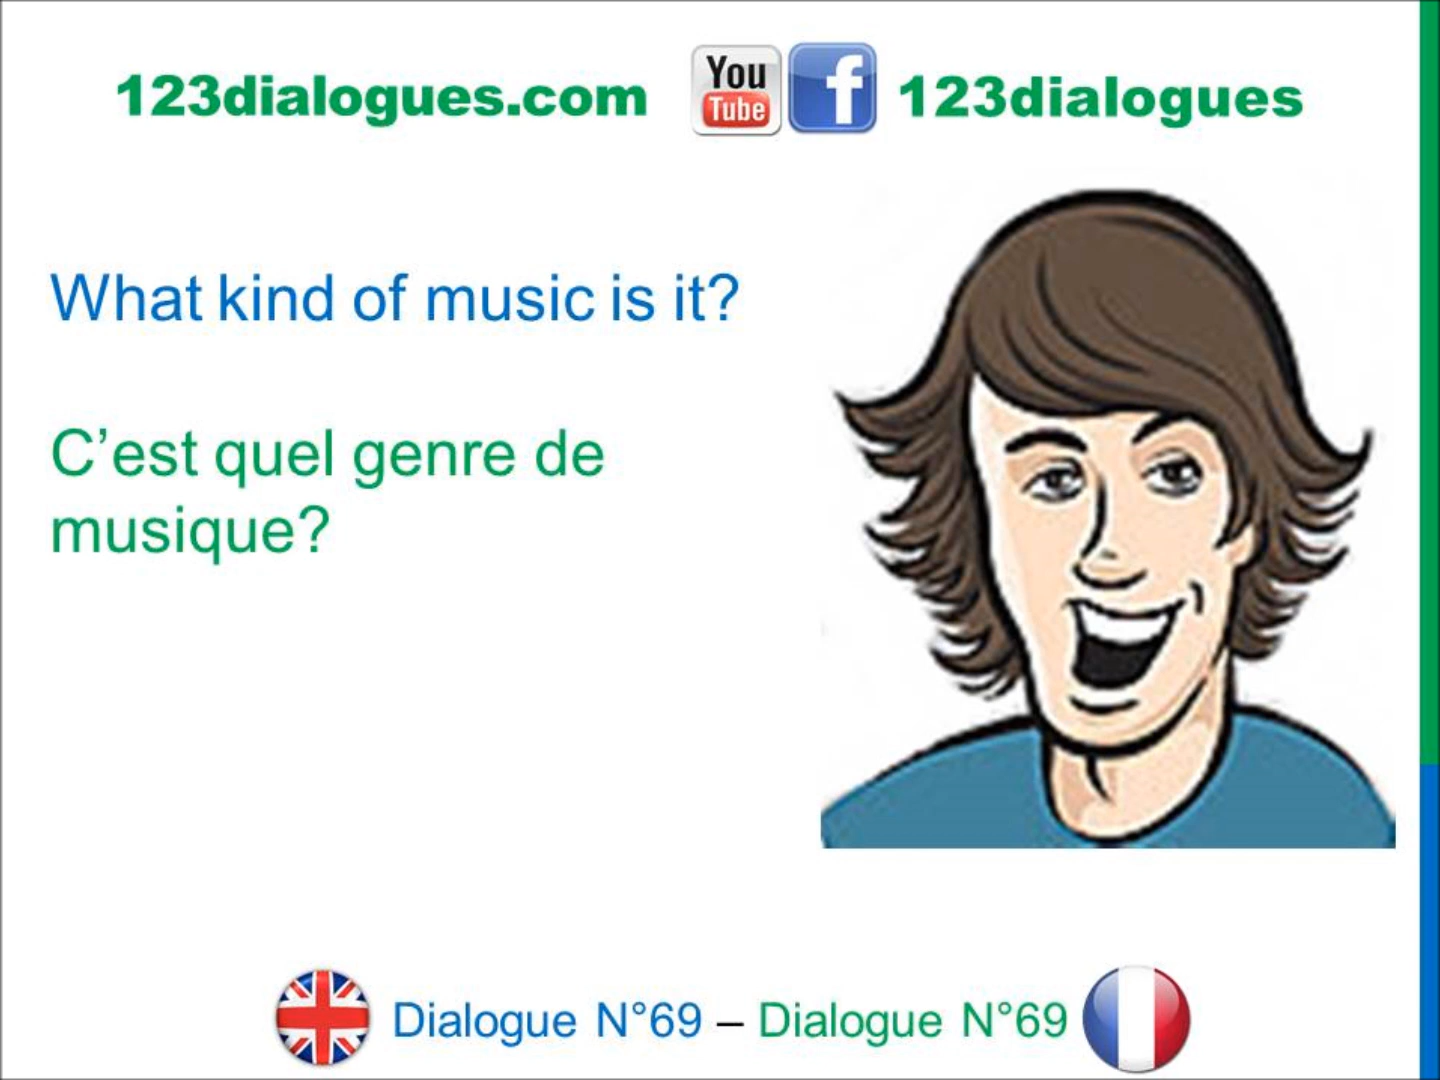 123dialogues.com You Tube f 123dialogues
What kind of music is it?
C’est quel genre de
musique?
Dialogue N°69 – Dialogue N°69